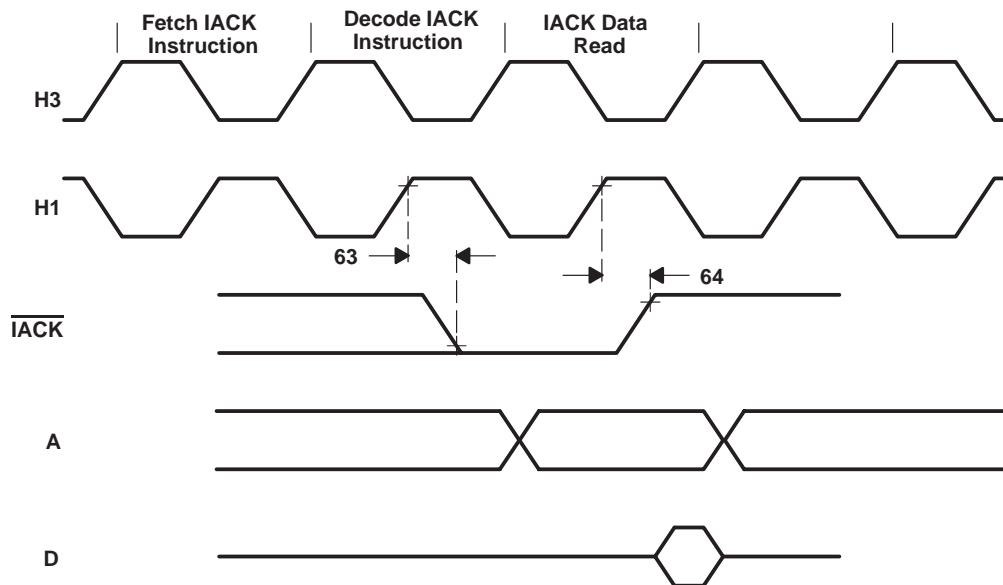 Fetch IACK
Instruction
Decode IACK
Instruction
IACK Data
Read
H3
H1
63
64
IACK
A
D